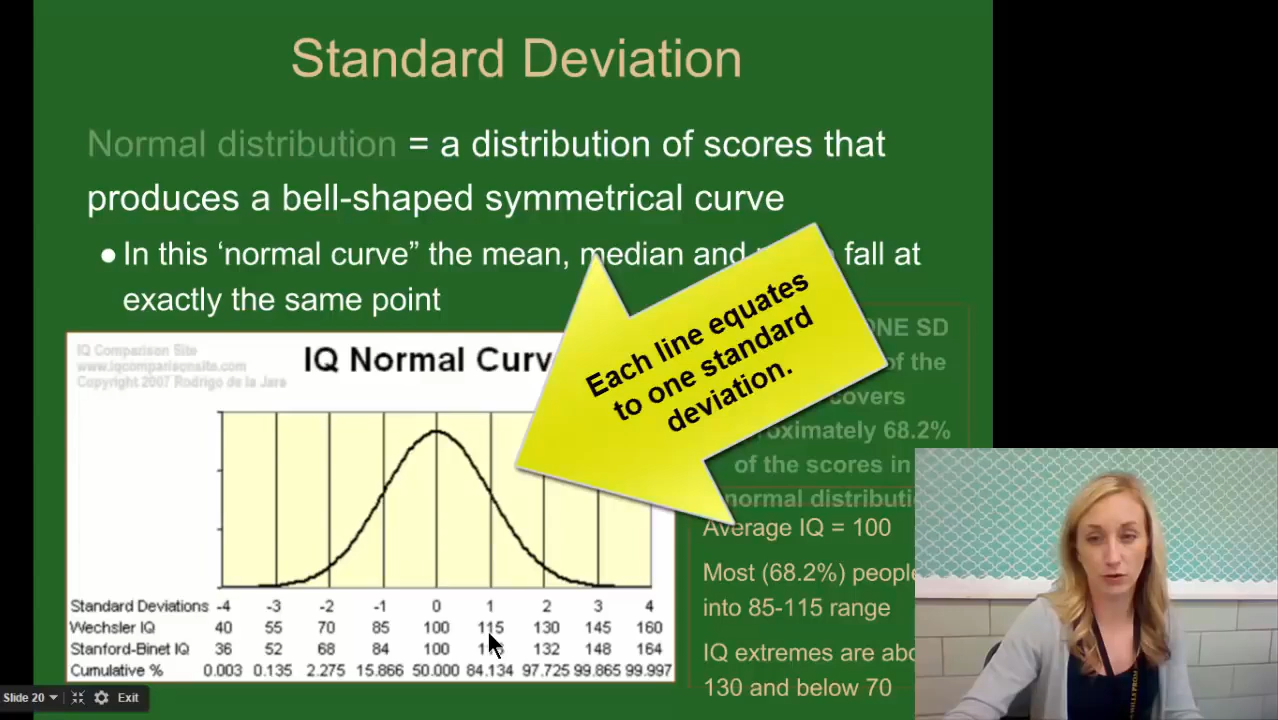 Standard Deviation
Normal distribution = a distribution of scores that
produces a bell-shaped symmetrical curve
● In this ‘normal curve” the mean, median and fall at
exactly the same point
IQ Comparison Site
www.iqcomparisonsite.com
Copyright 2007 Rodrigo de la Jara
IQ Normal Curv
Each line equates
to one standard
deviation.
ONE SD
of the
covers
68.2%
of the scores in
normal
Average IQ = 100
Most (68.2%) people
into 85-115 range
IQ extremes are
130 and below 70
Standard Deviations -4 -3 -2 -1 0 1 2 3 4
Wechsler IQ 40 55 70 85 100 115 130 145 160
Stanford-Binet IQ 36 52 68 84 100 132 148 164
Cumulative % 0.003 0.135 2.275 15.866 50.000 84.134 97.725 99.865 99.997
Slide 20 Exit